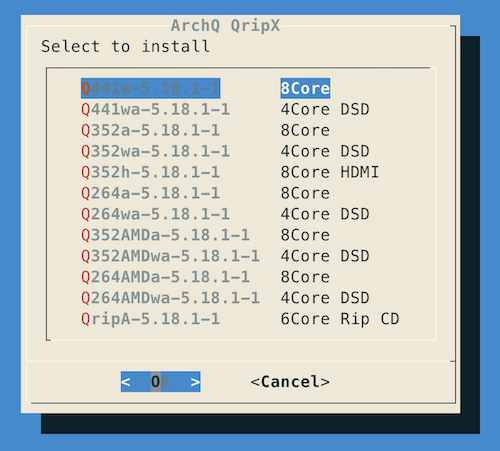 ArchQ QripX
Select to install
Q441a-5.18.1-1 8Core
Q441wa-5.18.1-1 4Core DSD
Q352a-5.18.1-1 8Core
Q352wa-5.18.1-1 4Core DSD
Q352h-5.18.1-1 8Core HDMI
Q264a-5.18.1-1 8Core
Q264wa-5.18.1-1 4Core DSD
Q352AMDa-5.18.1-1 8Core
Q352AMDwa-5.18.1-1 4Core DSD
Q264AMDa-5.18.1-1 8Core
Q264AMDwa-5.18.1-1 4Core DSD
QripA-5.18.1-1 6Core Rip CD
< OK > <Cancel>